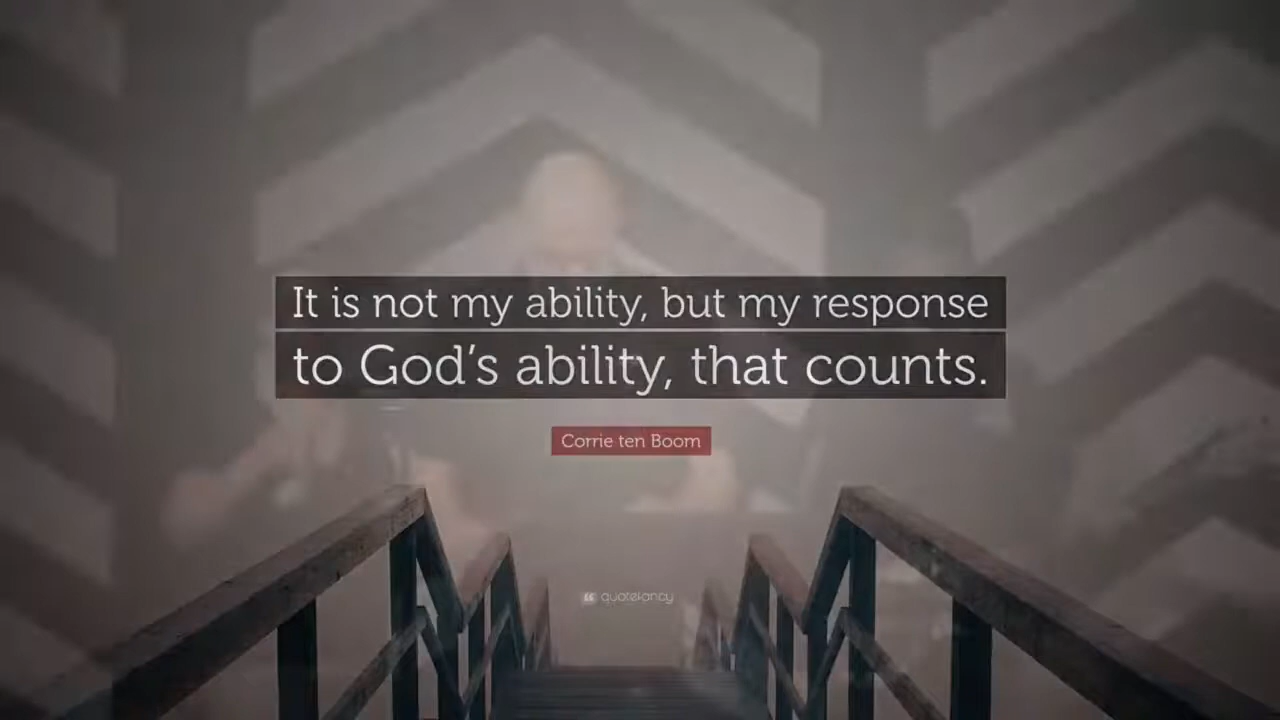 It is not my ability, but my response
to God’s ability, that counts.
Corrie ten Boom
quotefancy